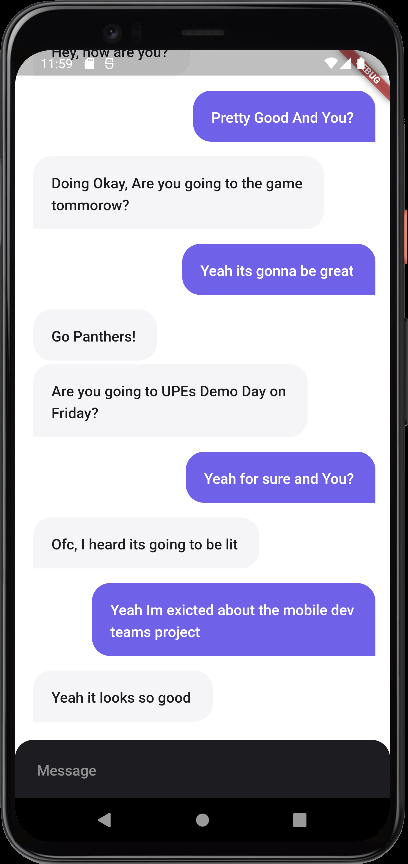 Hey, how are you?
11:59
Pretty Good And You?
Doing Okay, Are you going to the game
tommorow?
Yeah its gonna be great
Go Panthers!
Are you going to UPEs Demo Day on
Friday?
Yeah for sure and You?
Ofc, I heard its going to be lit
Yeah Im exicted about the mobile dev
teams project
Yeah it looks so good
Message